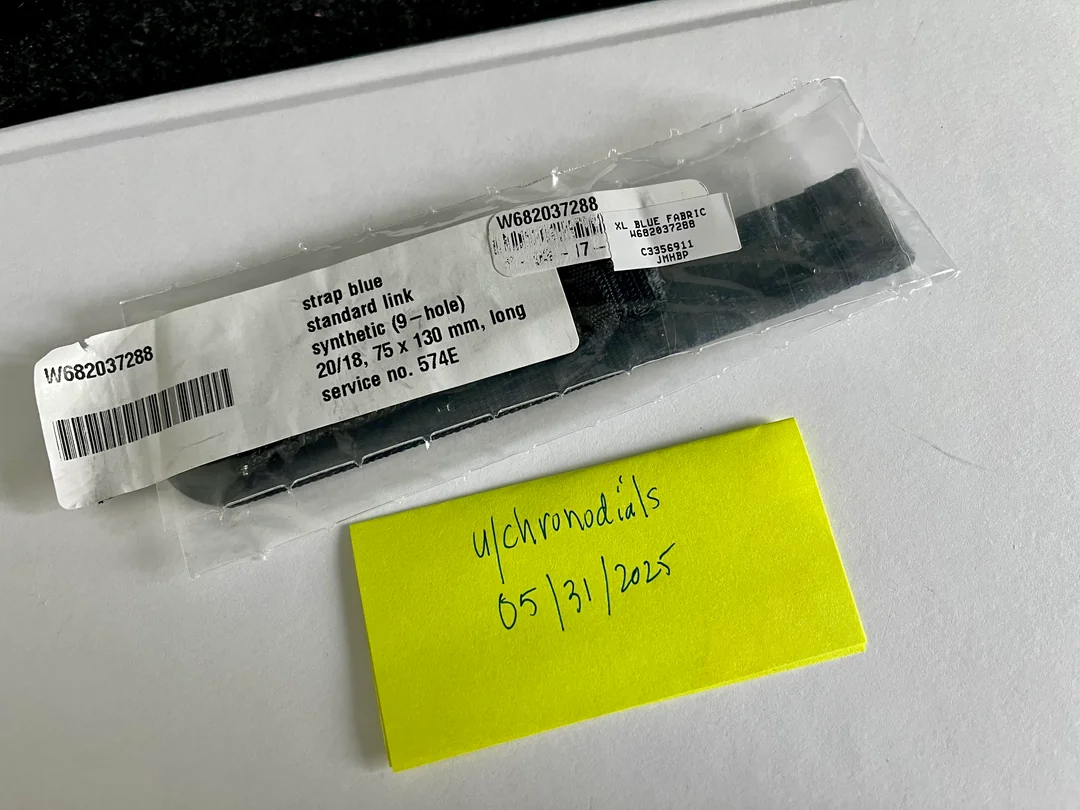 W682037288
17-
XL BLUE FABRIC
W682037288
C3356911
JMHBP
W682037288
strap blue
standard link
synthetic (9-hole)
20/18, 75 x 130 mm, long
service no. 574E
u/chronodials
05/31/2025